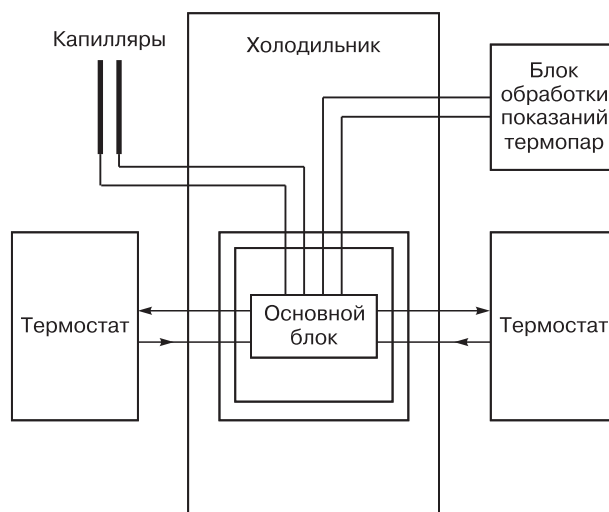 Капилляры
Холодильник
Блок
обработки
показаний
термопар
Термостат
Основной
блок
Термостат